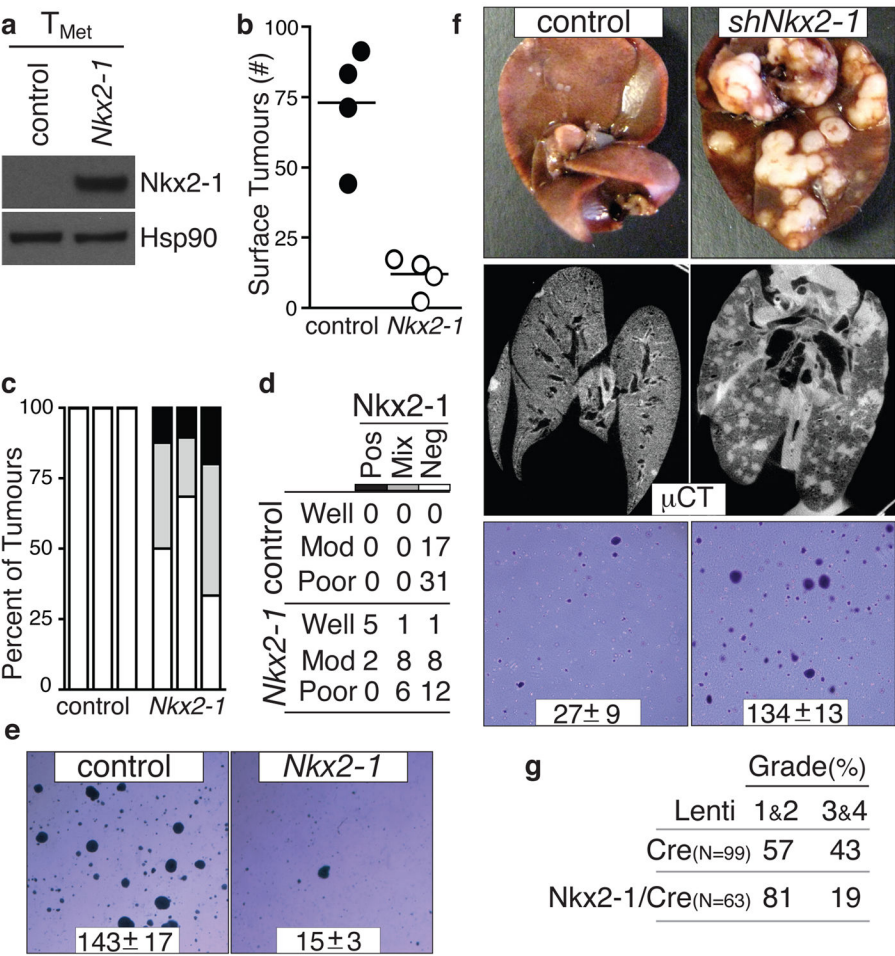 a
T Met
control
Nkx2-1
Nkx2-1
Hsp90
b
Surface Tumours (#)
100
75
50
25
0
control Nkx2-1
c
Percent of Tumours
100
75
50
25
0
control Nkx2-1
d
Nkx2-1
Pos Mix Neg
control
Well 0 0 0
Mod 0 0 17
Poor 0 0 31
Nkx2-1
Well 5 1 1
Mod 2 8 8
Poor 0 6 12
e
control Nkx2-1
143±17 15±3
f
control shNkx2-1
μCT
27±9 134±13
g
Grade(%)
Lenti 1&2 3&4
Cre(N=99) 57 43
Nkx2-1/Cre(N=63) 81 19